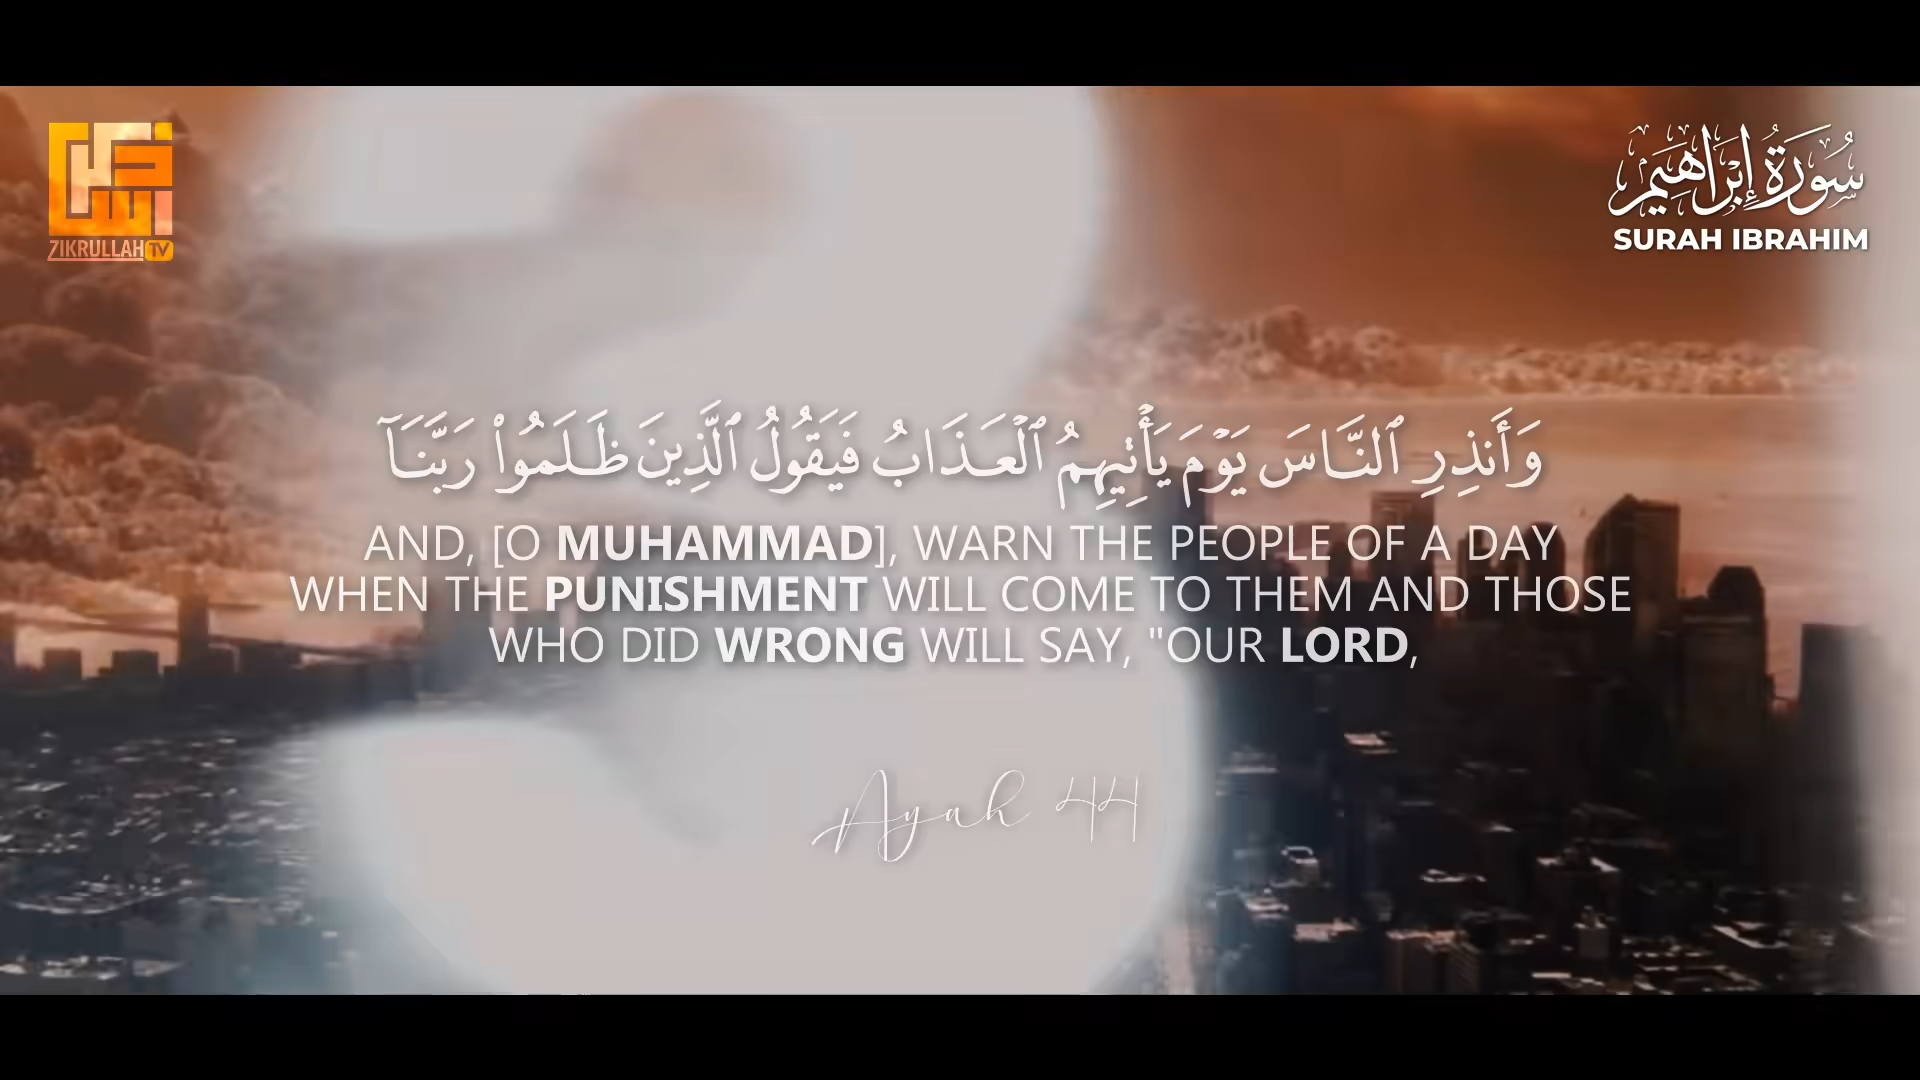 ZIKRULLAH TV
سُورَةُ إِبْرَاهِيم
SURAH IBRAHIM
وَأَنذِرِ ٱلنَّاسَ يَوْمَ يَأْتِيهِمُ ٱلْعَذَابُ فَيَقُولُ ٱلَّذِينَ ظَلَمُوا۟ رَبَّنَآ
AND, [O MUHAMMAD], WARN THE PEOPLE OF A DAY
WHEN THE PUNISHMENT WILL COME TO THEM AND THOSE
WHO DID WRONG WILL SAY, "OUR LORD,
Ayah 44